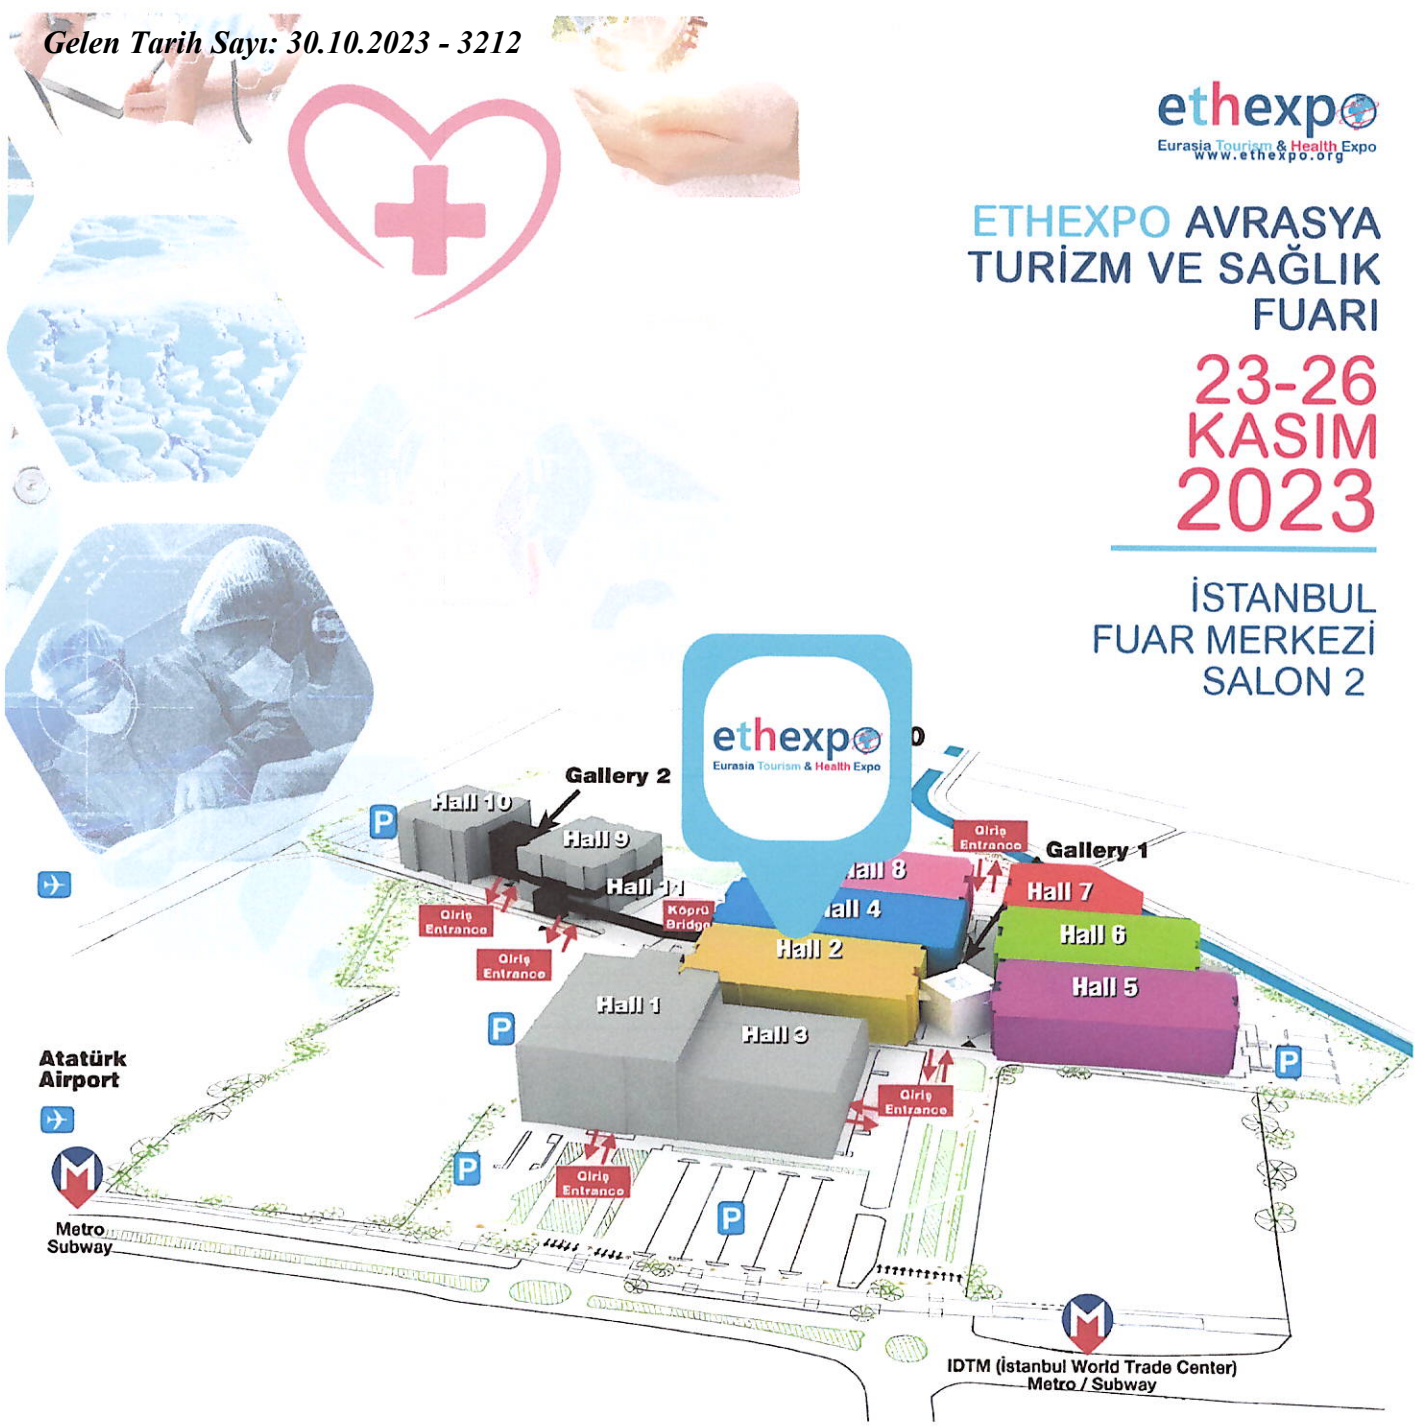 Gelen Tarih Sayı: 30.10.2023 - 3212
ethexpo
Eurasia Tourism & Health Expo
www.ethexpo.org
ETHEXPO AVRASYA
TURİZM VE SAĞLIK
FUARI
23-26
KASIM
2023
İSTANBUL
FUAR MERKEZİ
SALON 2
ethexpo
Eurasia Tourism & Health Expo
Gallery 2
Hall 10
Hall 9
Hall 11
Giriş
Entrance
Gallery 1
Hall 8
Hall 7
Köprü
Bridge
Hall 4
Hall 6
Giriş
Entrance
Giriş
Entrance
Hall 2
Hall 5
Hall 1
Hall 3
P
P
P
P
P
Atatürk
Airport
Giriş
Entrance
Giriş
Entrance
M
Metro
Subway
M
IDTM (İstanbul World Trade Center)
Metro / Subway